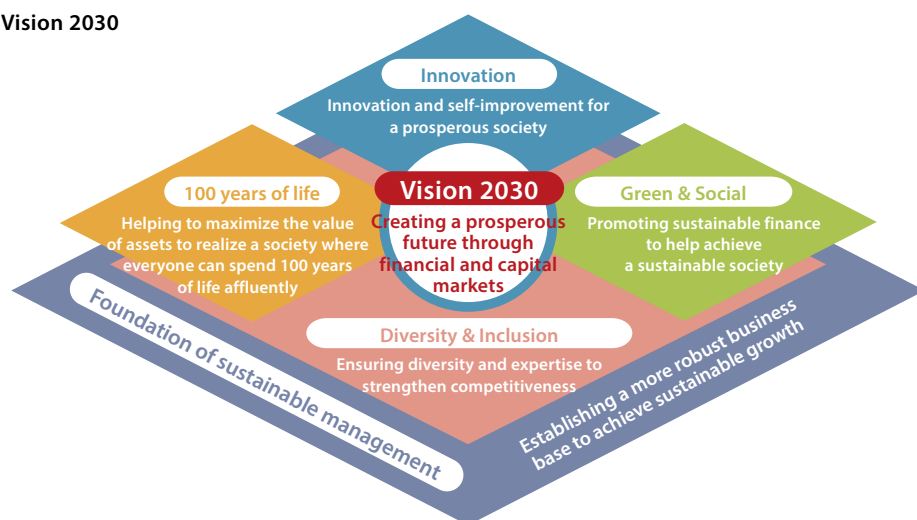 Vision 2030
Innovation
Innovation and self-improvement for
a prosperous society
100 years of life
Helping to maximize the value
of assets to realize a society where
everyone can spend 100 years
of life affluently
Vision 2030
Creating a prosperous
future through
financial and capital
markets
Green & Social
Promoting sustainable finance
to help achieve
a sustainable society
Diversity & Inclusion
Ensuring diversity and expertise to
strengthen competitiveness
Foundation of sustainable management
Establishing a more robust business
base to achieve sustainable growth